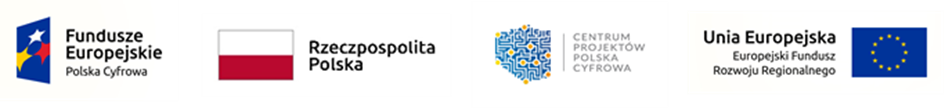 Fundusze
Europejskie
Polska Cyfrowa
Rzeczpospolita
Polska
CENTRUM
PROJEKTÓW
POLSKA
CYFROWA
Unia Europejska
Europejski Fundusz
Rozwoju Regionalnego